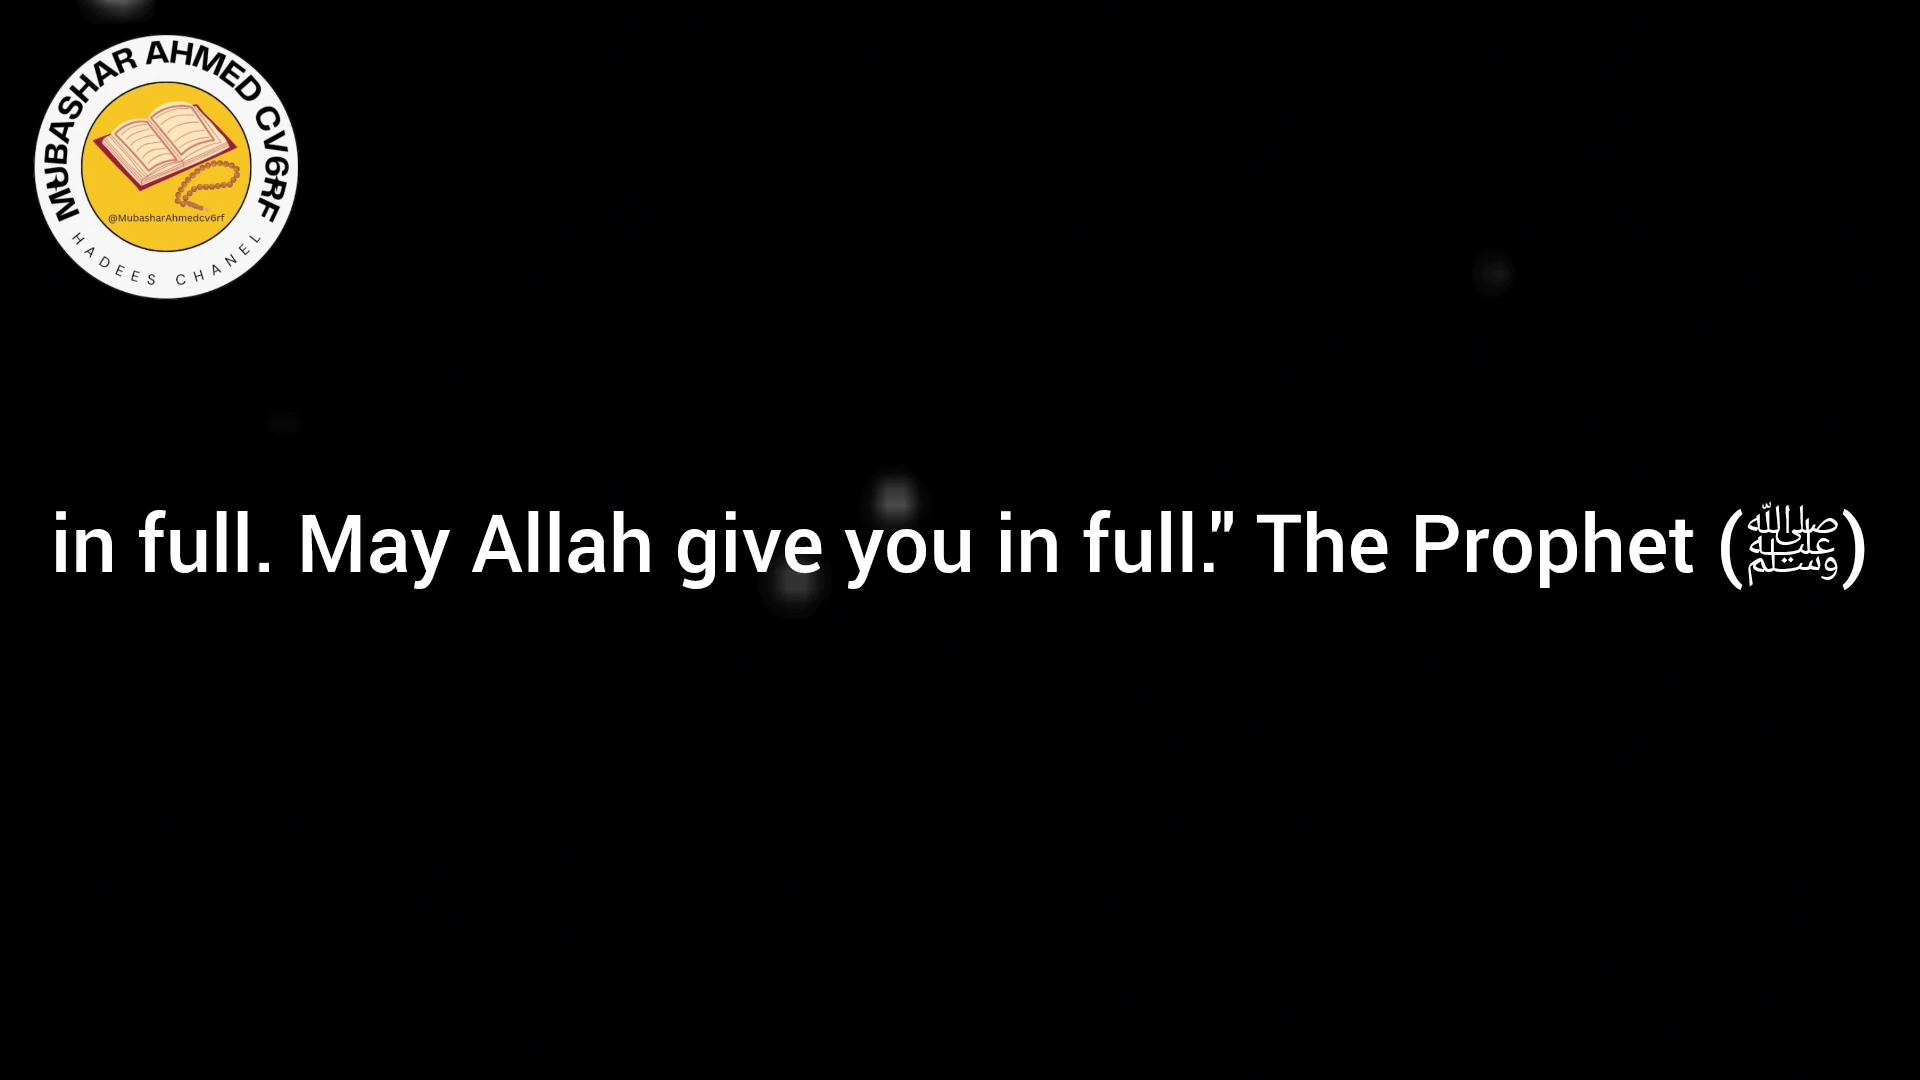 MUBASHAR AHMED CV6RF
@MubasharAhmedcv6rf
HADEES CHANEL
in full. May Allah give you in full." The Prophet (ﷺ)